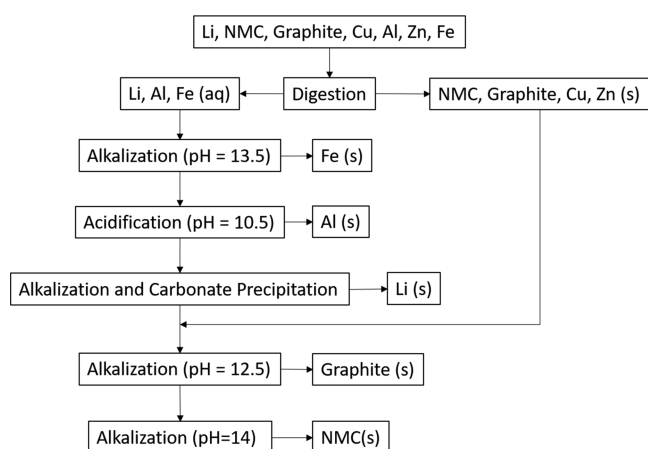 Li, NMC, Graphite, Cu, Al, Zn, Fe
Li, Al, Fe (aq)
Digestion
NMC, Graphite, Cu, Zn (s)
Alkalization (pH = 13.5)
Fe (s)
Acidification (pH = 10.5)
Al (s)
Alkalization and Carbonate Precipitation
Li (s)
Alkalization (pH = 12.5)
Graphite (s)
Alkalization (pH=14)
NMC(s)